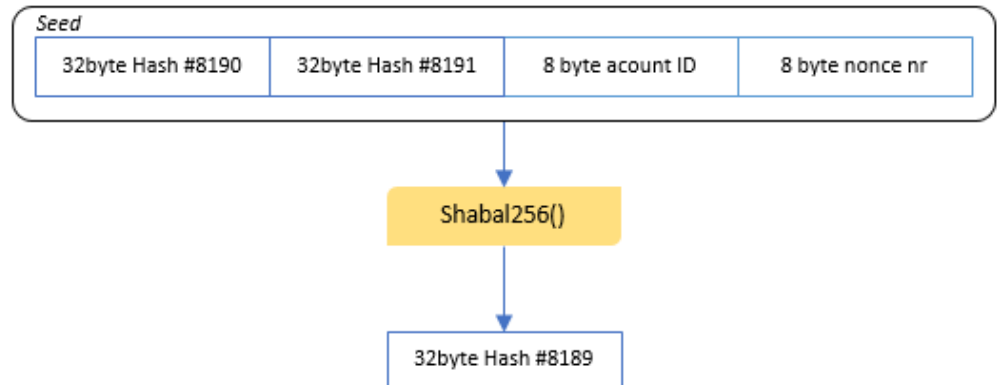 Seed
32byte Hash #8190
32byte Hash #8191
8 byte acount ID
8 byte nonce nr
Shabal256()
32byte Hash #8189